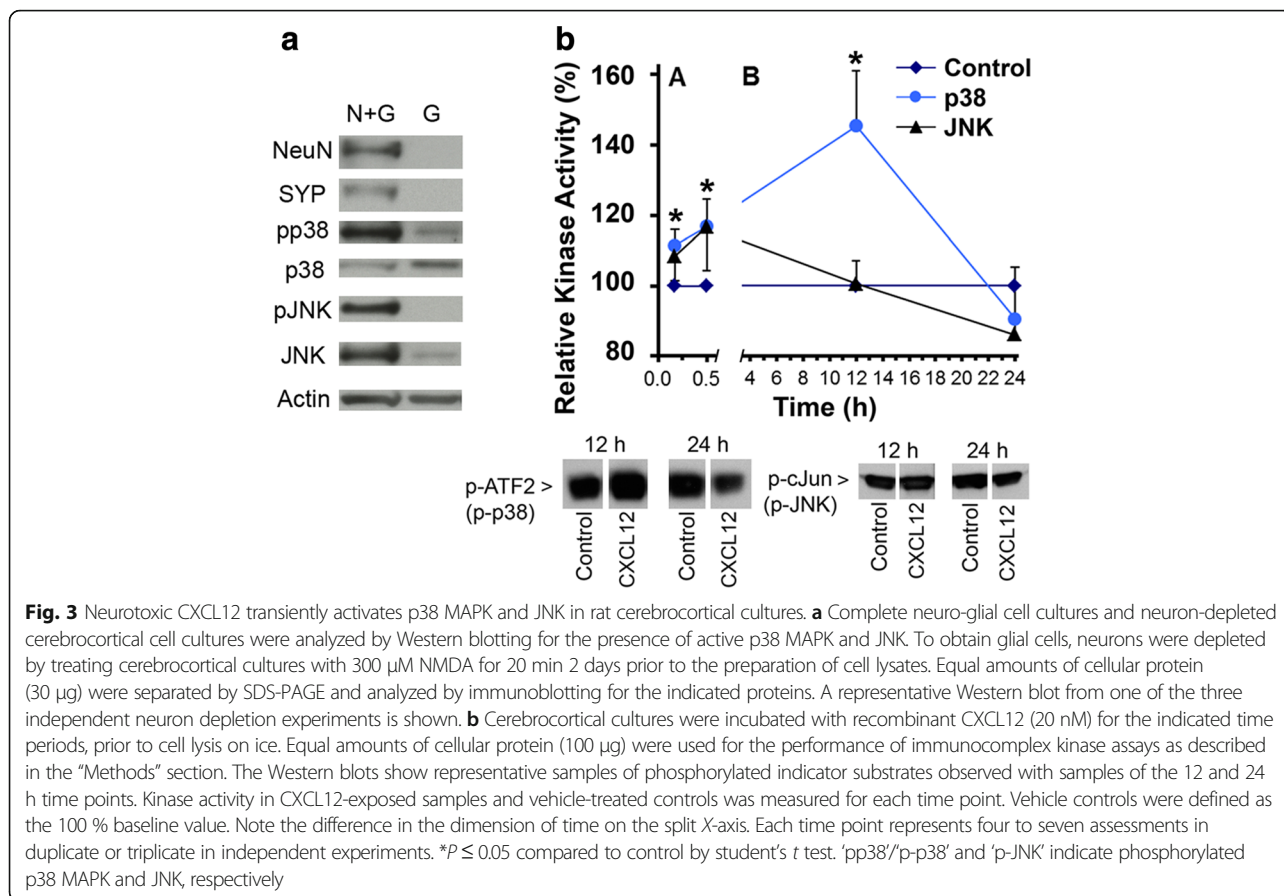 a
N+G G
NeuN
SYP
pp38
p38
pJNK
JNK
Actin
b
Relative Kinase Activity (%)
160
140
120
100
80
A B
* * *
Control
p38
JNK
0.0 0.5 4 6 8 10 12 14 16 18 20 22 24
Time (h)
12 h 24 h
p-ATF2 >
(p-p38)
Control CXCL12 Control CXCL12
12 h 24 h
p-cJun >
(p-JNK)
Control CXCL12 Control CXCL12
Fig. 3 Neurotoxic CXCL12 transiently activates p38 MAPK and JNK in rat cerebrocortical cultures. a Complete neuro-glial cell cultures and neuron-depleted
cerebrocortical cell cultures were analyzed by Western blotting for the presence of active p38 MAPK and JNK. To obtain glial cells, neurons were depleted
by treating cerebrocortical cultures with 300 μM NMDA for 20 min 2 days prior to the preparation of cell lysates. Equal amounts of cellular protein
(30 μg) were separated by SDS-PAGE and analyzed by immunoblotting for the indicated proteins. A representative Western blot from one of the three
independent neuron depletion experiments is shown. b Cerebrocortical cultures were incubated with recombinant CXCL12 (20 nM) for the indicated time
periods, prior to cell lysis on ice. Equal amounts of cellular protein (100 μg) were used for the performance of immunocomplex kinase assays as described
in the "Methods" section. The Western blots show representative samples of phosphorylated indicator substrates observed with samples of the 12 and 24
h time points. Kinase activity in CXCL12-exposed samples and vehicle-treated controls was measured for each time point. Vehicle controls were defined as
the 100 % baseline value. Note the difference in the dimension of time on the split X-axis. Each time point represents four to seven assessments in
duplicate or triplicate in independent experiments. *P ≤ 0.05 compared to control by student's t test. 'pp38'/'p-p38' and 'p-JNK' indicate phosphorylated
p38 MAPK and JNK, respectively